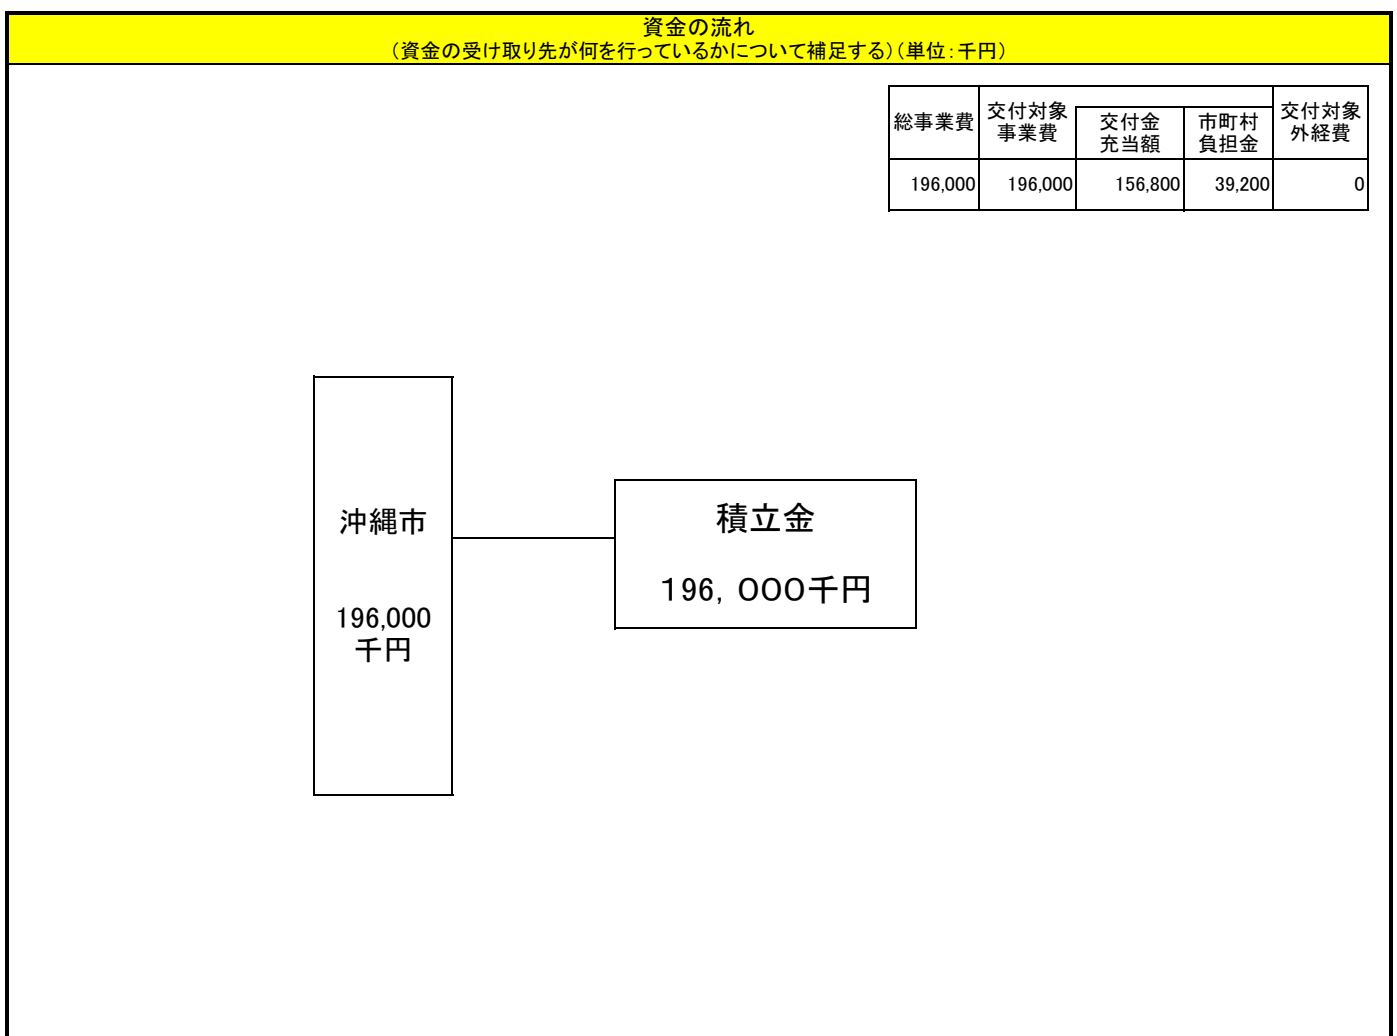 資金の流れ
（資金の受け取り先が何を行っているかについて補足する）（単位：千円）
総事業費
交付対象
事業費
交付金
充当額
市町村
負担金
交付対象
外経費
196,000
196,000
156,800
39,200
0
沖縄市
196,000
千円
積立金
１９６，０００千円